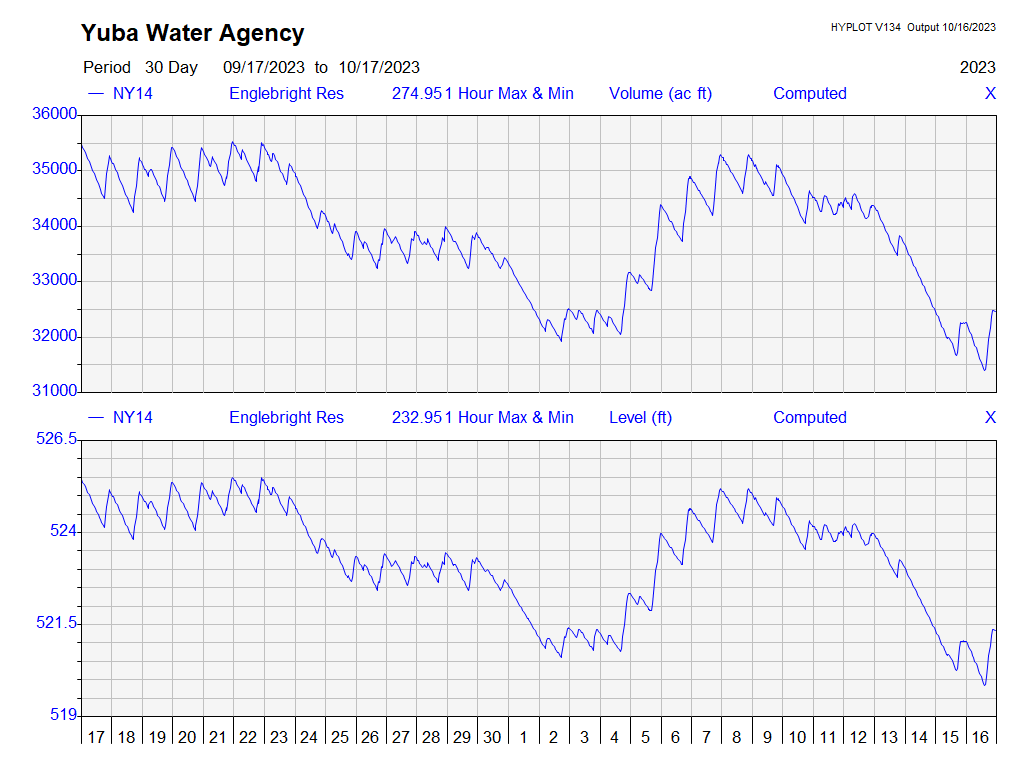 Yuba Water Agency
HYPLOT V134 Output 10/16/2023
Period 30 Day 09/17/2023 to 10/17/2023 2023
NY14 Englebright Res 274.951 Hour Max & Min Volume (ac ft) Computed X
36000
35000
34000
33000
32000
31000
NY14 Englebright Res 232.951 Hour Max & Min Level (ft) Computed X
526.5
524
521.5
519
17 18 19 20 21 22 23 24 25 26 27 28 29 30 1 2 3 4 5 6 7 8 9 10 11 12 13 14 15 16